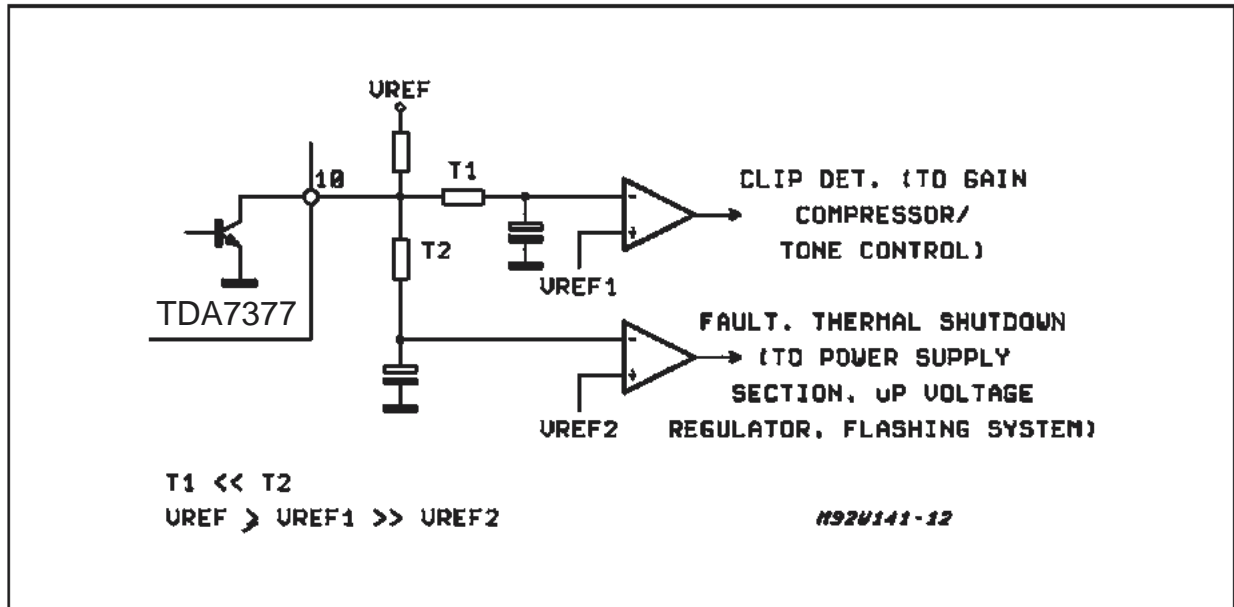 VREF
10
T1
CLIP DET. (TO GAIN
COMPRESSOR/
TONE CONTROL)
T2
VREF1
TDA7377
FAULT. THERMAL SHUTDOWN
(TO POWER SUPPLY
SECTION. uP VOLTAGE
REGULATOR. FLASHING SYSTEM)
VREF2
T1 << T2
VREF > VREF1 >> VREF2
M92W141-12
- 
+
-
+